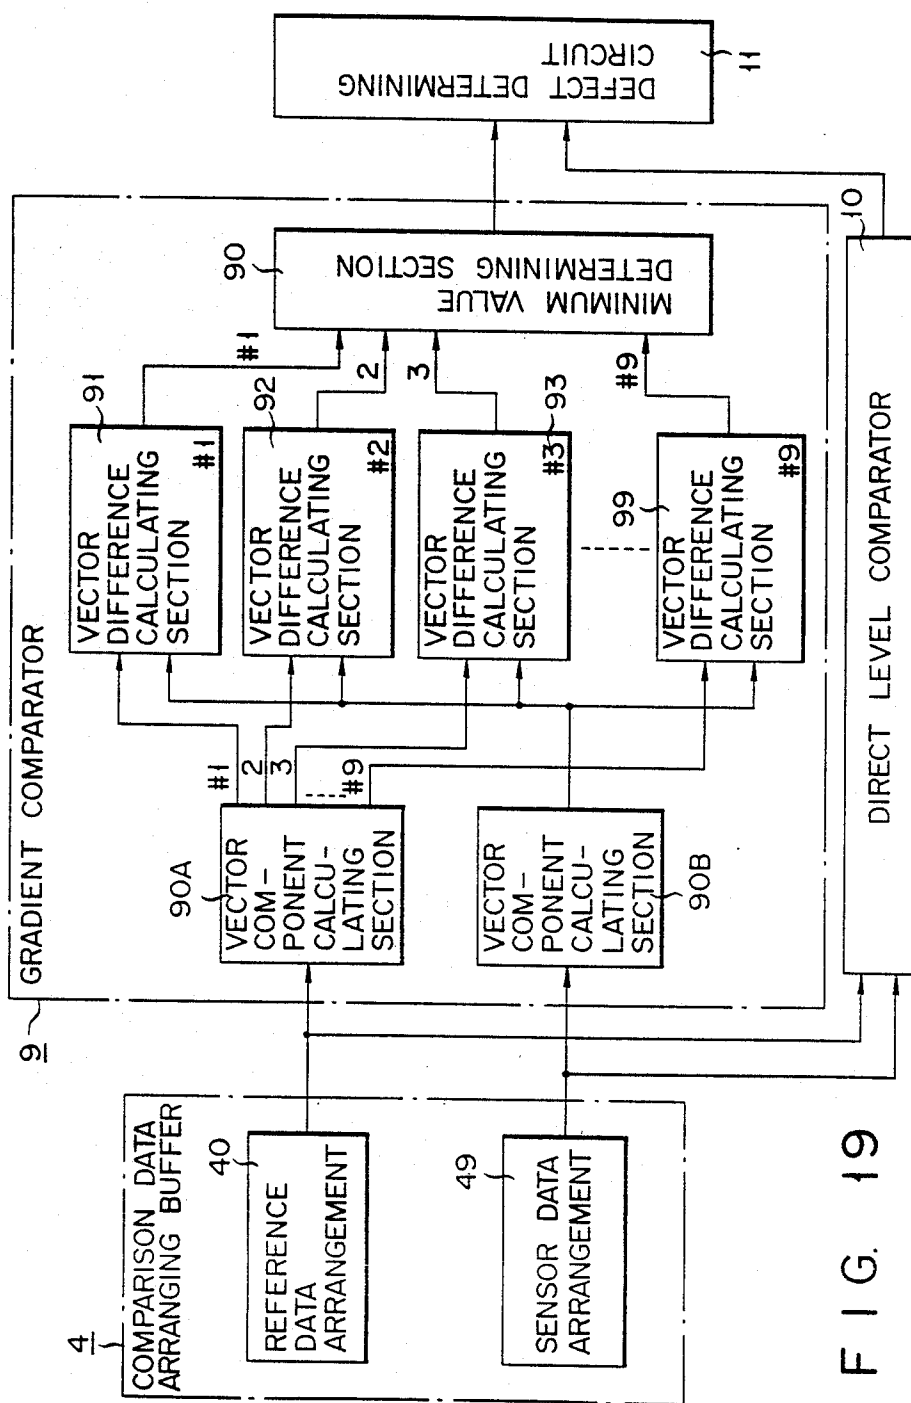 9
GRADIENT COMPARATOR
4
COMPARISON DATA
ARRANGING BUFFER
40
REFERENCE
DATA
ARRANGEMENT
49
SENSOR DATA
ARRANGEMENT
90A
VECTOR
COM-
PONENT
CALCU-
LATING
SECTION
#1
2
3
#9
VECTOR
COM-
PONENT
CALCU-
LATING
SECTION
90B
91
VECTOR
DIFFERENCE
CALCULATING
SECTION
#1
92
VECTOR
DIFFERENCE
CALCULATING
SECTION
#2
93
VECTOR
DIFFERENCE
CALCULATING
SECTION
#3
99
VECTOR
DIFFERENCE
CALCULATING
SECTION
#9
#1
2
3
#9
90
MINIMUM VALUE
DETERMINING SECTION
DEFECT DETERMINING
CIRCUIT
11
10
DIRECT LEVEL COMPARATOR
FIG. 19